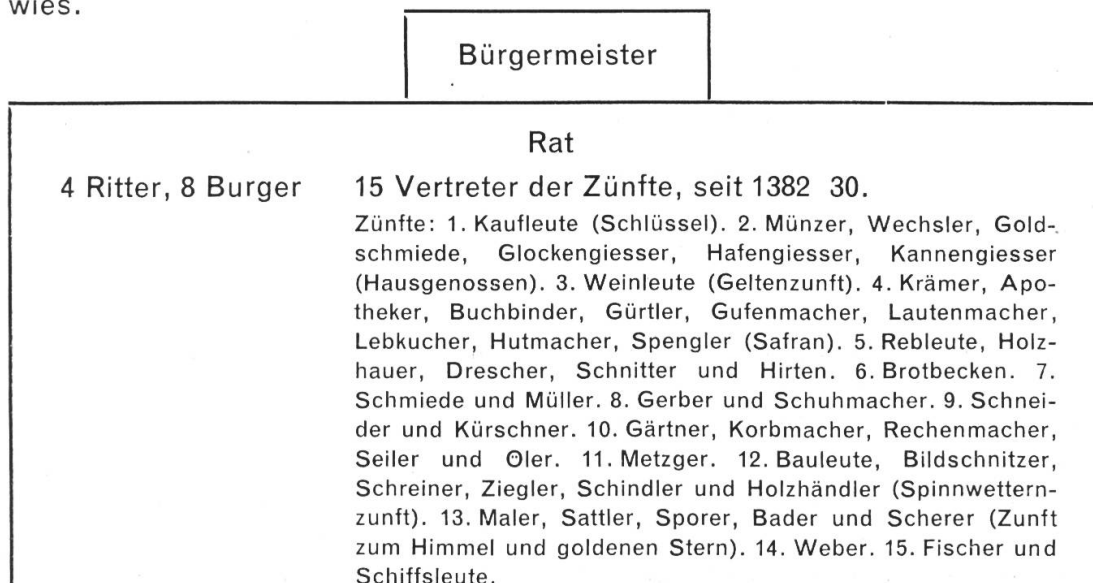 wies.
Bürgermeister
Rat
4 Ritter, 8 Burger 15 Vertreter der Zünfte, seit 1382 30.
Zünfte: 1. Kaufleute (Schlüssel). 2. Münzer, Wechsler, Gold-
schmiede, Glockengiesser, Hafengiesser, Kannengiesser
(Hausgenossen). 3. Weinleute (Geltenzunft). 4. Krämer, Apo-
theker, Buchbinder, Gürtler, Gufenmacher, Lautenmacher,
Lebkucher, Hutmacher, Spengler (Safran). 5. Rebleute, Holz-
hauer, Drescher, Schnitter und Hirten. 6. Brotbecken. 7.
Schmiede und Müller. 8. Gerber und Schuhmacher. 9. Schnei-
der und Kürschner. 10. Gärtner, Korbmacher, Rechenmacher,
Seiler und Öler. 11. Metzger. 12. Bauleute, Bildschnitzer,
Schreiner, Ziegler, Schindler und Holzhändler (Spinnwettern-
zunft). 13. Maler, Sattler, Sporer, Bader und Scherer (Zunft
zum Himmel und goldenen Stern). 14. Weber. 15. Fischer und
Schiffsleute.